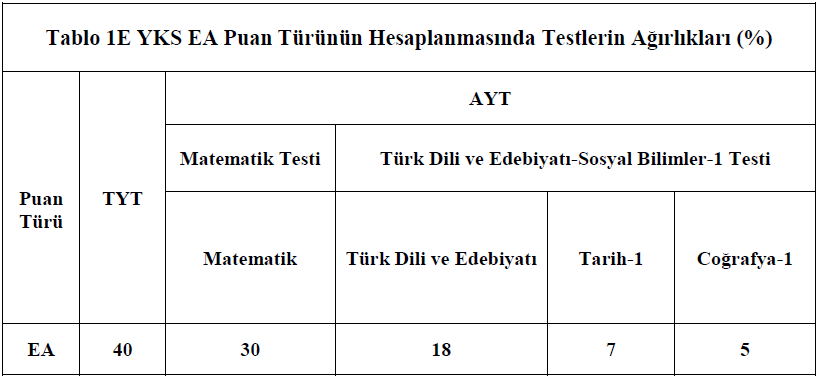 Tablo 1E YKS EA Puan Türünün Hesaplanmasında Testlerin Ağırlıkları (%)
Puan
Türü
TYT
AYT
Matematik Testi
Türk Dili ve Edebiyatı-Sosyal Bilimler-1 Testi
Matematik
Türk Dili ve Edebiyatı
Tarih-1
Coğrafya-1
EA
40
30
18
7
5